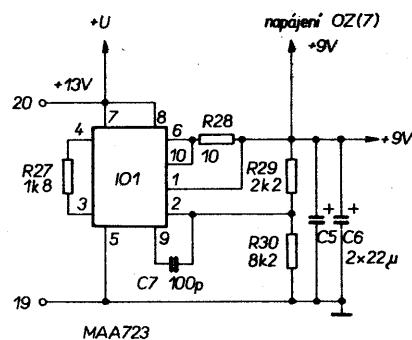 +U
napájení OZ(7)
+9V
20
+13V
7
8
4
6
R28
10
10
+9V
R27
1k8
IO1
1
R29
2k2
3
2
5
9
R30
8k2
C5
+
C6
+
2×22µ
C7
100p
19
MAA723